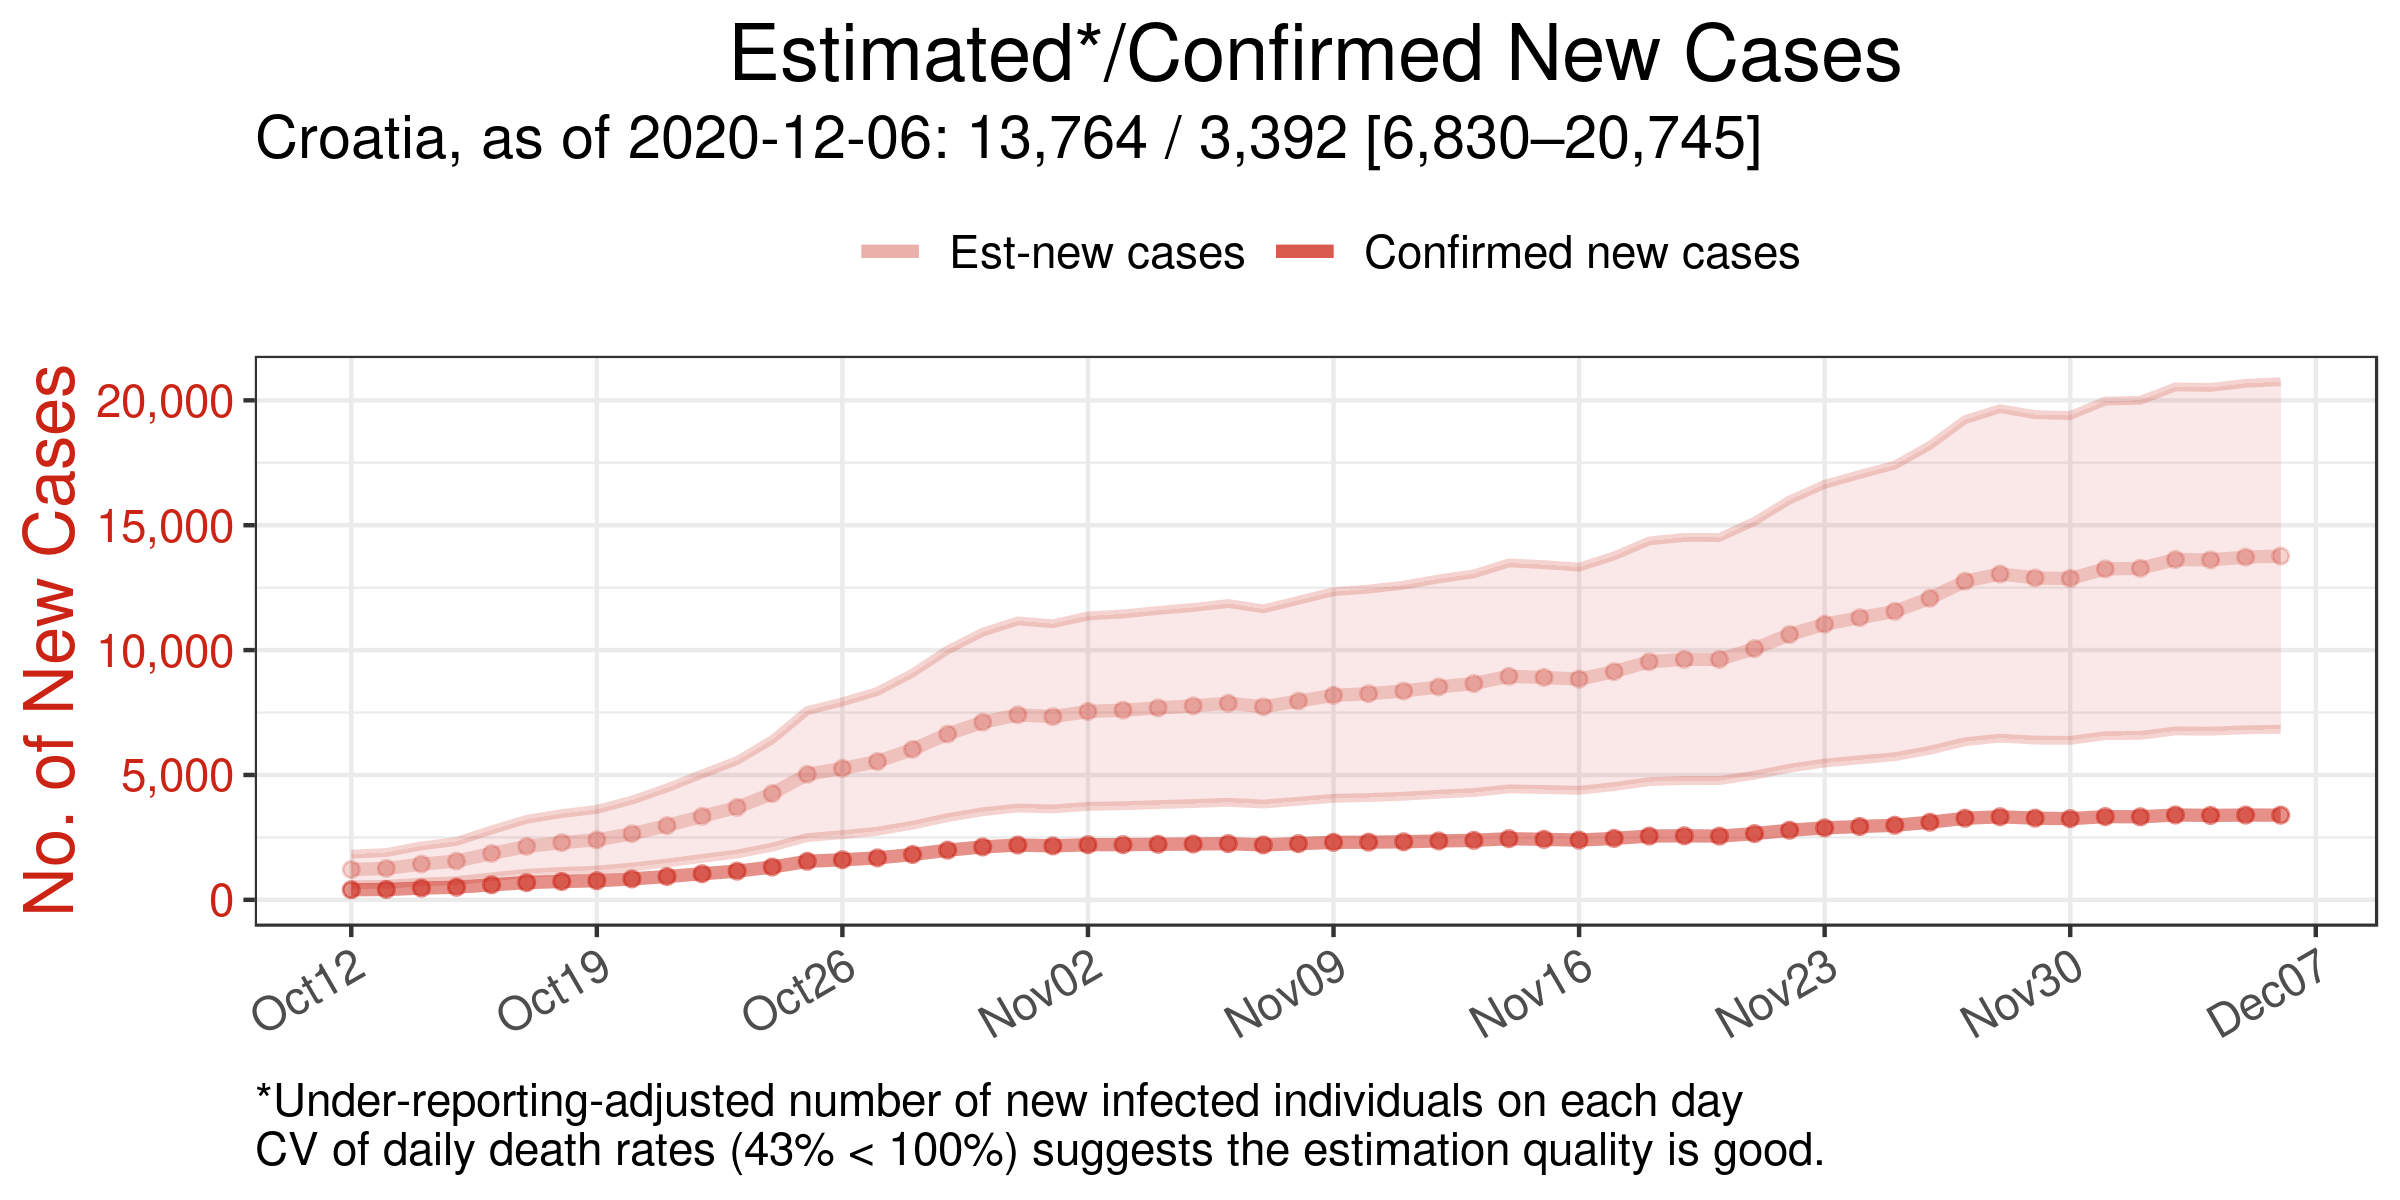 Estimated*/Confirmed New Cases
Croatia, as of 2020-12-06: 13,764 / 3,392 [6,830–20,745]
Est-new cases
Confirmed new cases
No. of New Cases
20,000
15,000
10,000
5,000
0
Oct12
Oct19
Oct26
Nov02
Nov09
Nov16
Nov23
Nov30
Dec07
*Under-reporting-adjusted number of new infected individuals on each day
CV of daily death rates (43% < 100%) suggests the estimation quality is good.